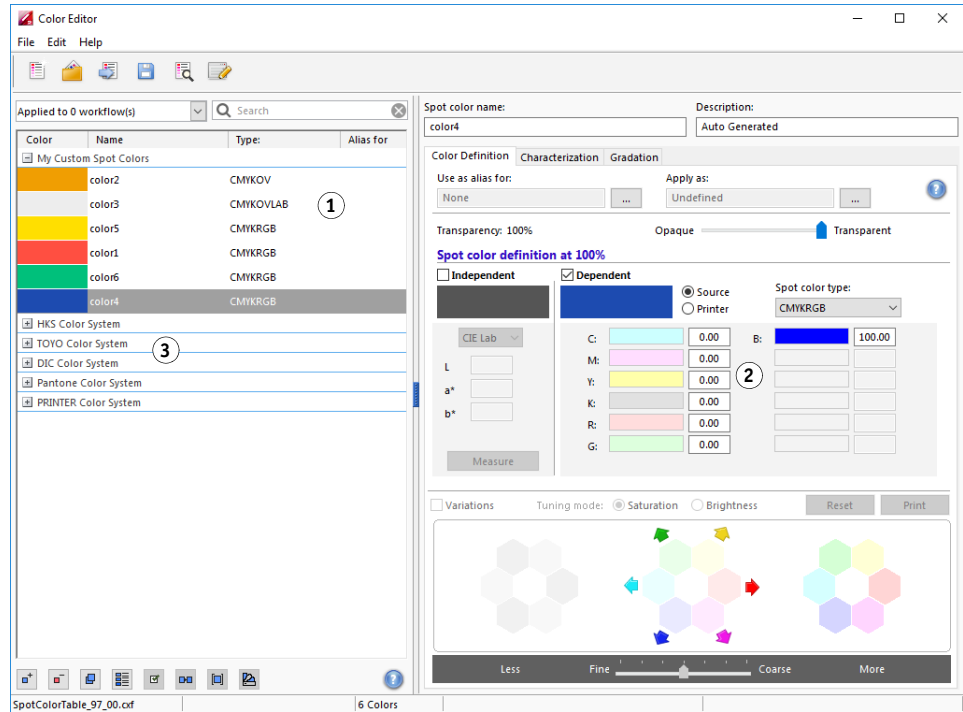 Color Editor
File Edit Help
Applied to 0 workflow(s)
Search
Color Name Type: Alias for
My Custom Spot Colors
color2 CMYKOV
color3 CMYKOVLAB
1
color5 CMYKRGB
color1 CMYKRGB
color6 CMYKRGB
color4 CMYKRGB
HKS Color System
TOYO Color System
3
DIC Color System
Pantone Color System
PRINTER Color System
Spot color name: Description:
color4 Auto Generated
Color Definition Characterization Gradation
Use as alias for: Apply as:
None ... Undefined ... ?
Transparency: 100% Opaque Transparent
Spot color definition at 100%
Independent Dependent
Source Spot color type:
Printer CMYKRGB
CIE Lab
L
a*
b*
Measure
C: 0.00 B: 100.00
M: 0.00
Y: 0.00
2
K: 0.00
R: 0.00
G: 0.00
Variations Tuning mode: Saturation Brightness Reset Print
Less Fine Coarse More
?
SpotColorTable_97_00.cxf 6 Colors